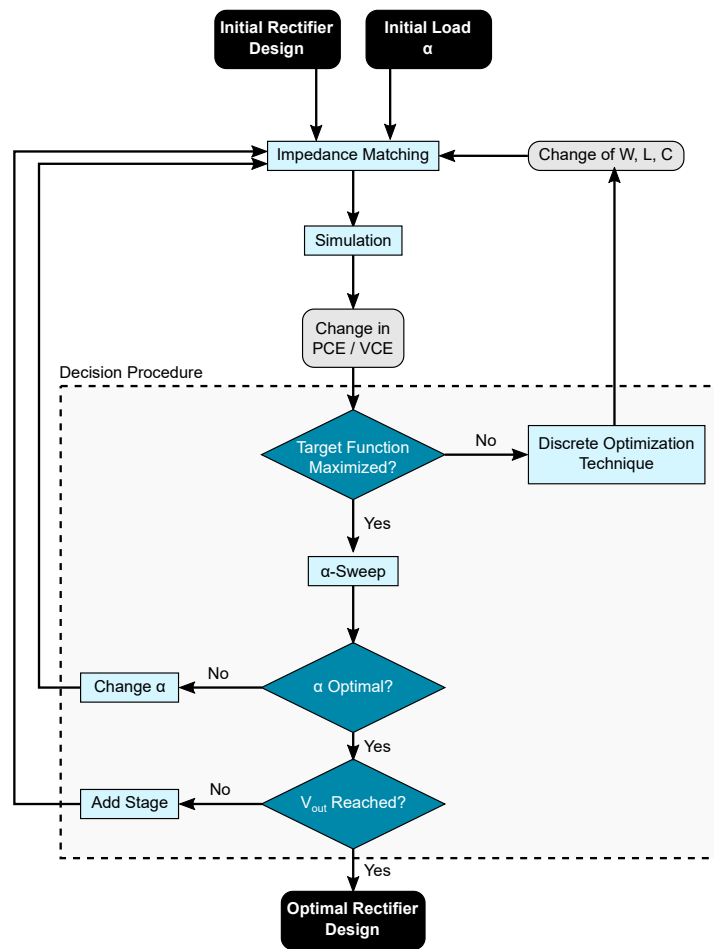 Initial Rectifier
Design
Initial Load
α
Impedance Matching
Change of W, L, C
Simulation
Change in
PCE / VCE
Decision Procedure
Target Function
Maximized?
No
Discrete Optimization
Technique
Yes
α-Sweep
Change α
No
α Optimal?
Yes
Add Stage
No
Vout Reached?
Yes
Optimal Rectifier
Design